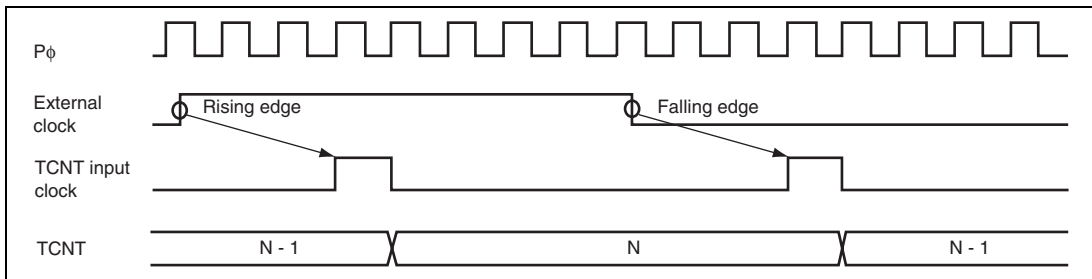 Pϕ
External
clock
Rising edge
Falling edge
TCNT input
clock
TCNT
N - 1
N
N - 1